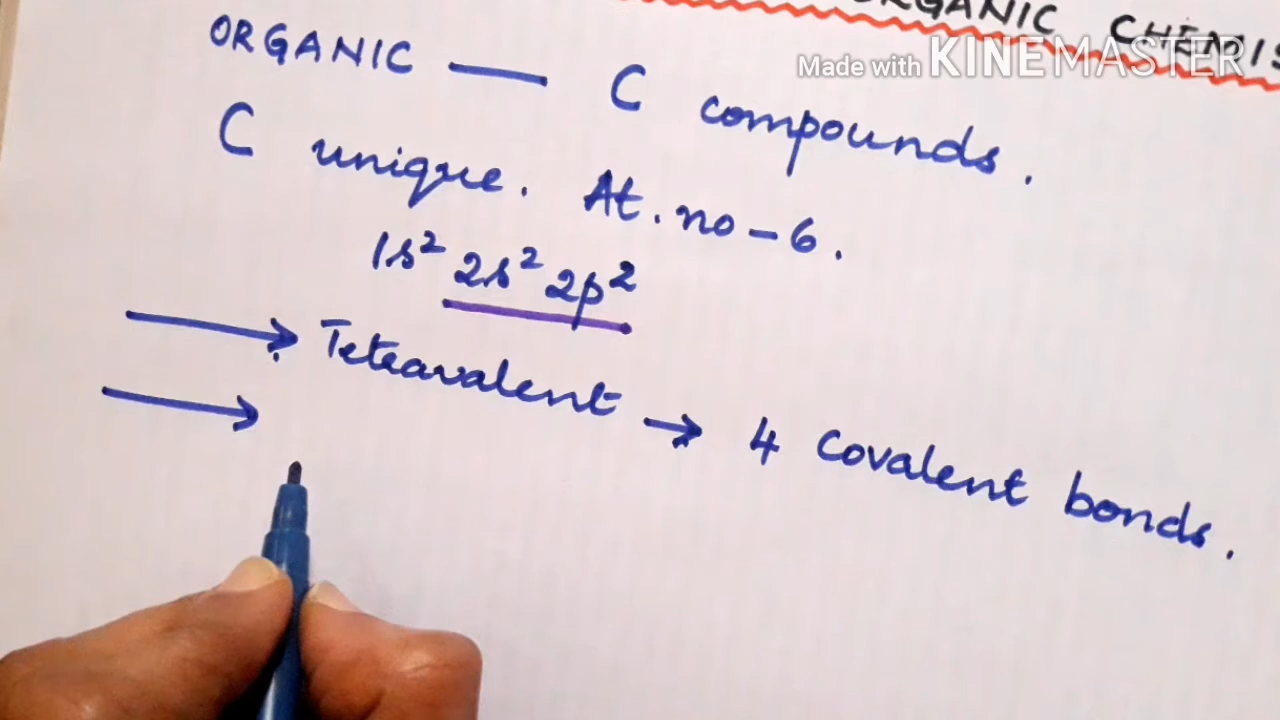 ORGANIC CHEMIS
Made with KINEMASTER
ORGANIC — C compounds.
C unique. At. no – 6.
1s² 2s² 2p²
→ Tetravalent → 4 Covalent bonds.
→